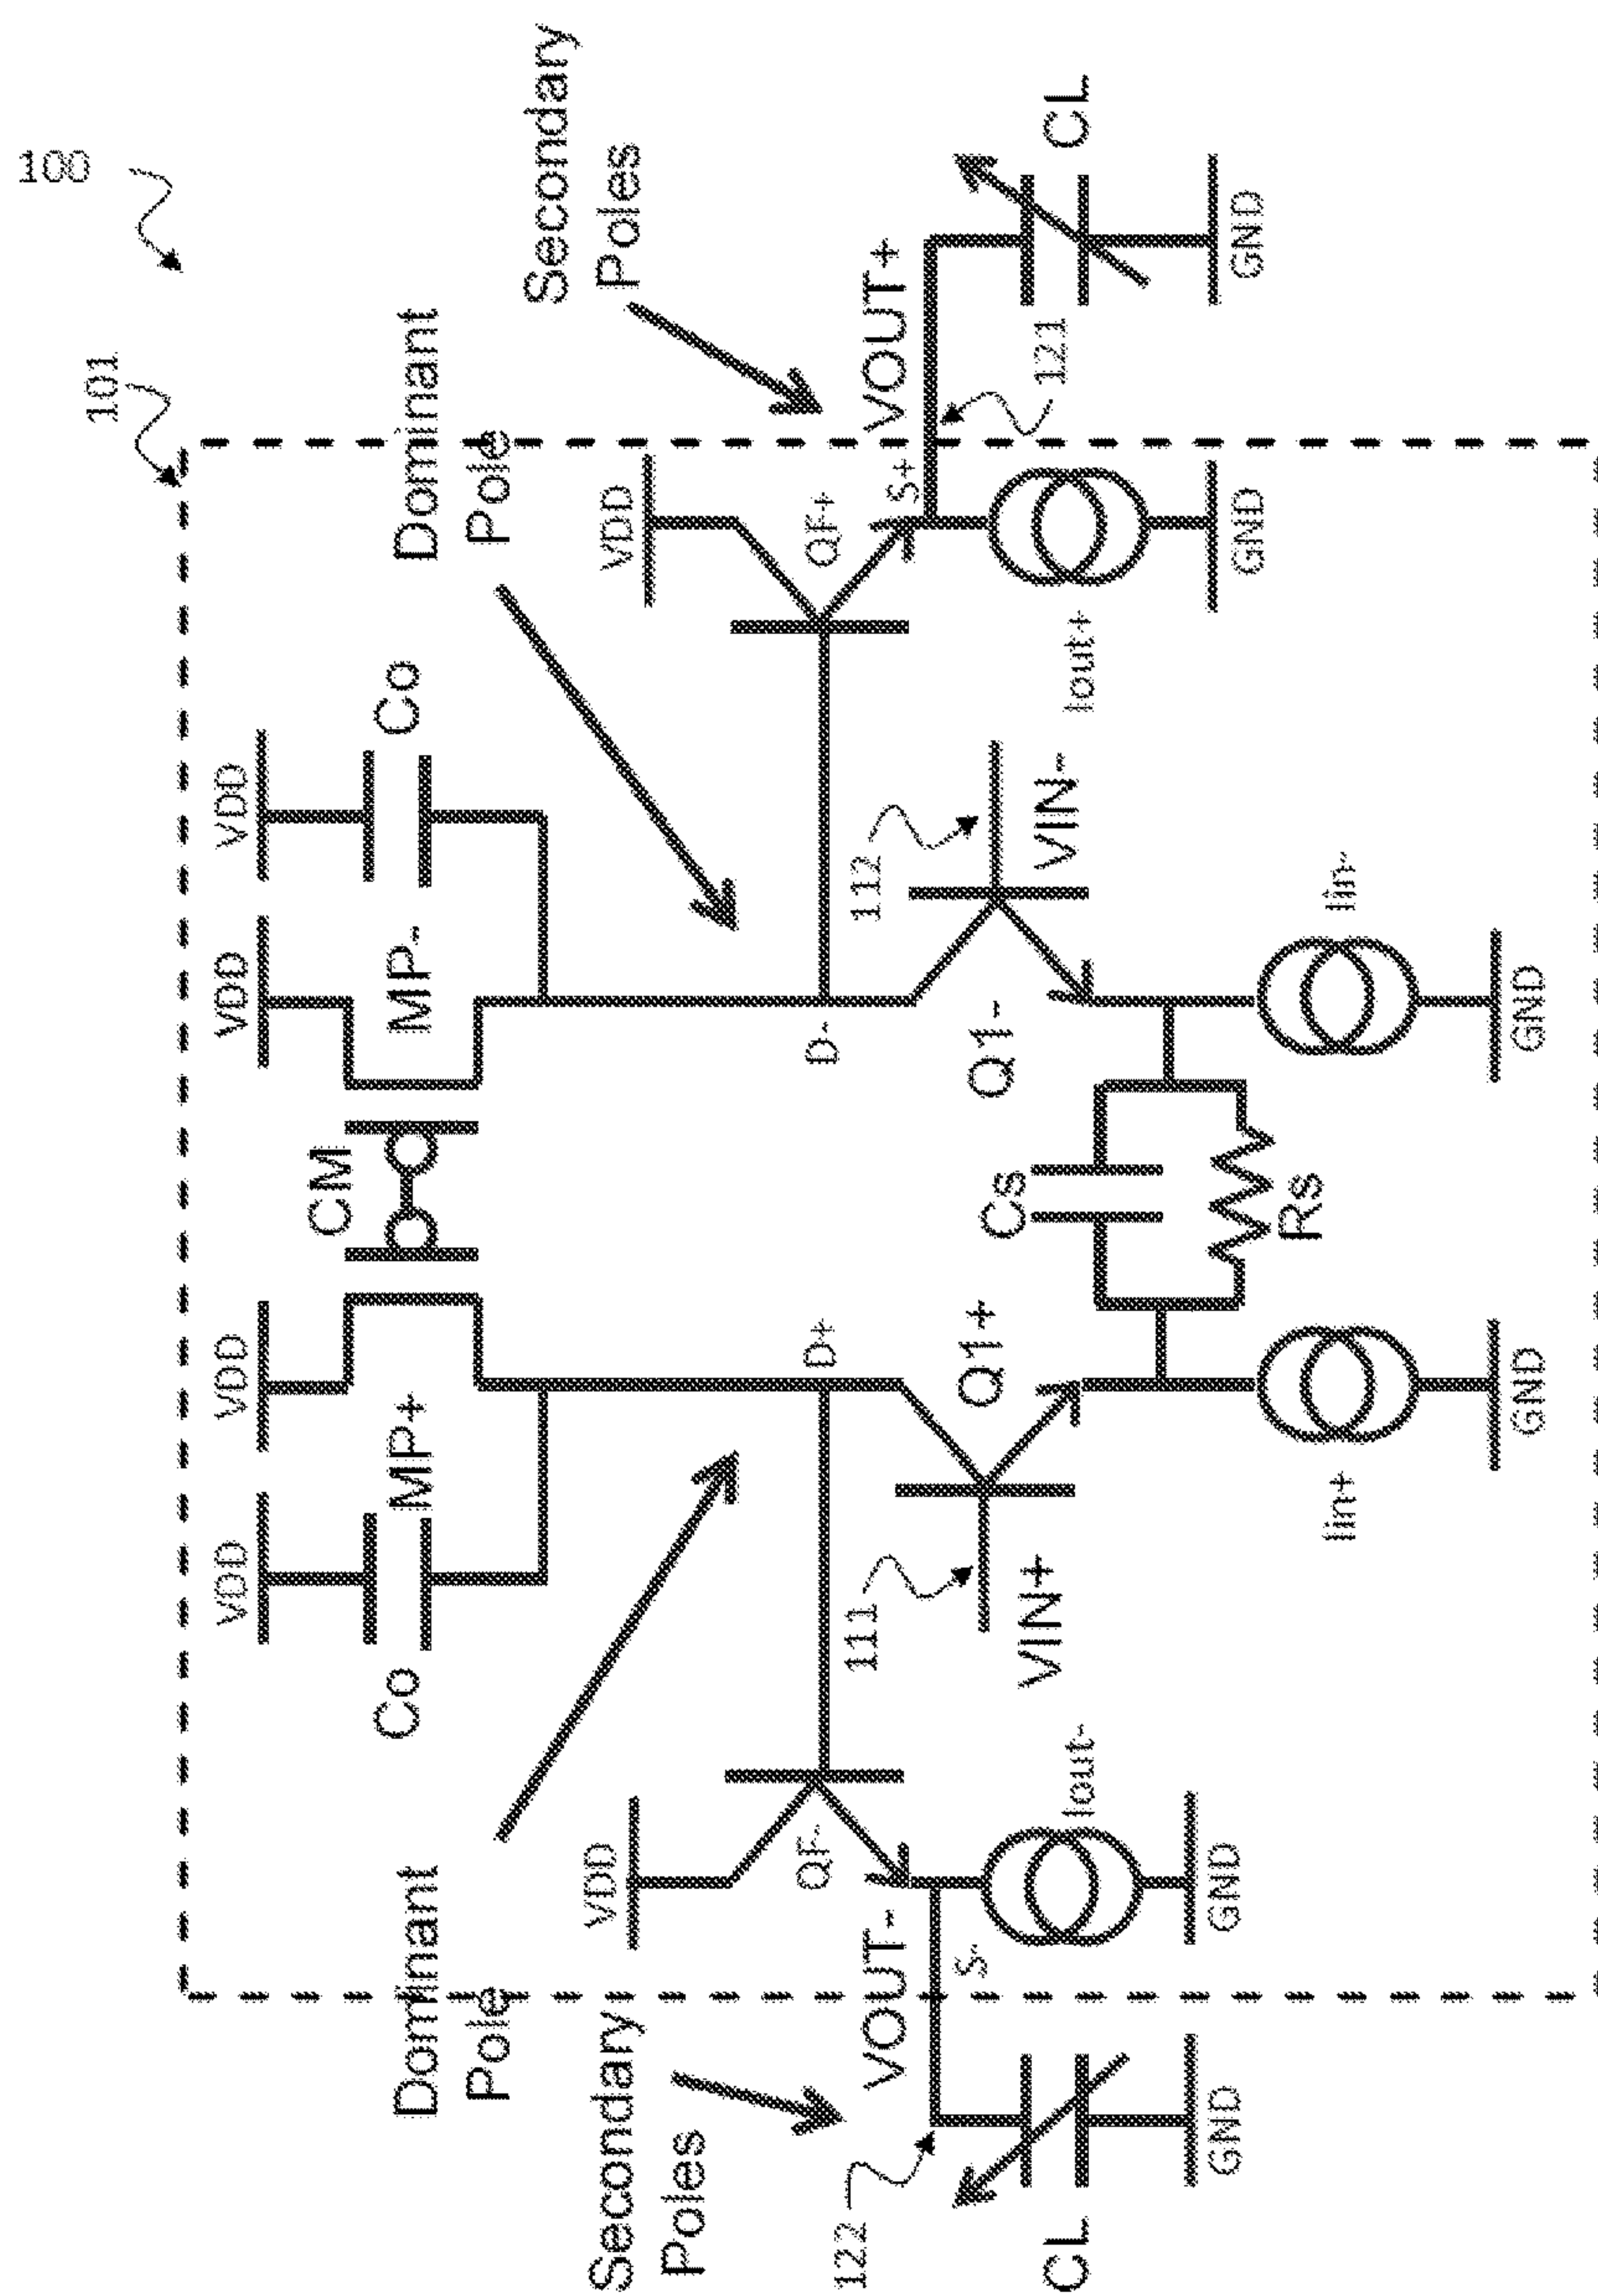 100
101
Dominant
Pole
Dominant
Pole
Secondary
Poles
Secondary
Poles
VDD
VDD
VDD
VDD
Co
MP+
CM
MP-
Co
VDD
VDD
QF-
D+
D-
QF+
VOUT-
S-
S+
VOUT+
122
111
112
121
CL
Iout-
VIN+
Q1+
Cs
Q1-
VIN-
Iout+
CL
GND
GND
Iin+
Rs
Iin-
GND
GND
GND
GND